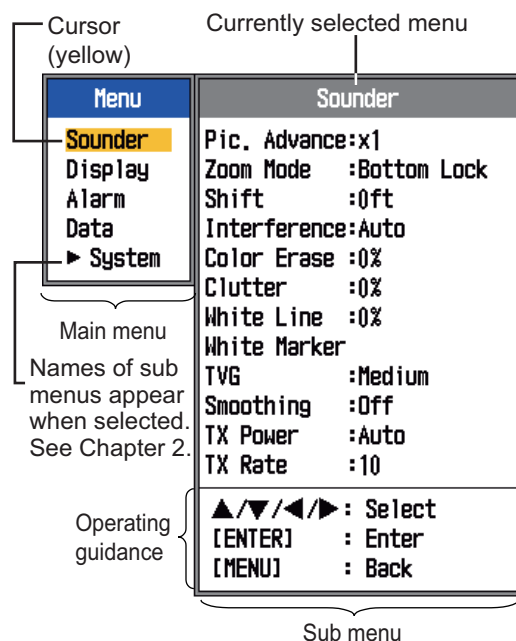 Cursor
(yellow)
Currently selected menu
Menu
Sounder
Display
Alarm
Data
▶ System
Main menu
Names of sub
menus appear
when selected.
See Chapter 2.
Sounder
Pic. Advance:x1
Zoom Mode :Bottom Lock
Shift :0ft
Interference:Auto
Color Erase :0%
Clutter :0%
White Line :0%
White Marker
TVG :Medium
Smoothing :Off
TX Power :Auto
TX Rate :10
Operating
guidance
▲/▼/◀/▶: Select
[ENTER] : Enter
[MENU] : Back
Sub menu